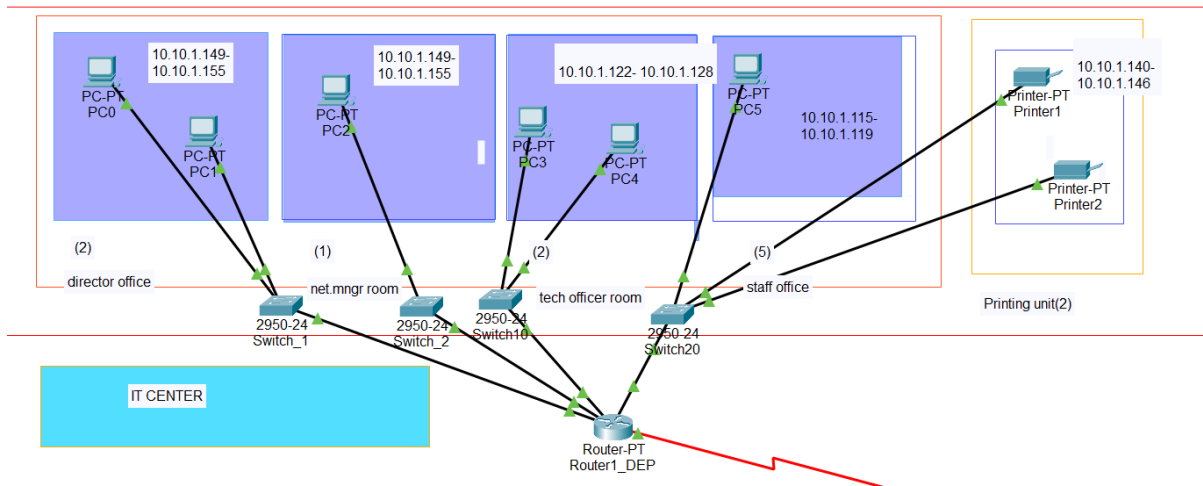 10.10.1.149-
10.10.1.155
PC-PT
PC0
PC-PT
PC1
10.10.1.149-
10.10.1.155
PC-PT
PC2
10.10.1.122- 10.10.1.128
PC-PT
PC3
PC-PT
PC4
PC-PT
PC5
10.10.1.115-
10.10.1.119
10.10.1.140-
10.10.1.146
Printer-PT
Printer1
Printer-PT
Printer2
(2)
director office
(1)
net.mngr room
(2)
tech officer room
(5)
staff office
Printing unit(2)
2950-24
Switch_1
2950-24
Switch_2
2950-24
Switch10
2950-24
Switch20
IT CENTER
Router-PT
Router1_DEP